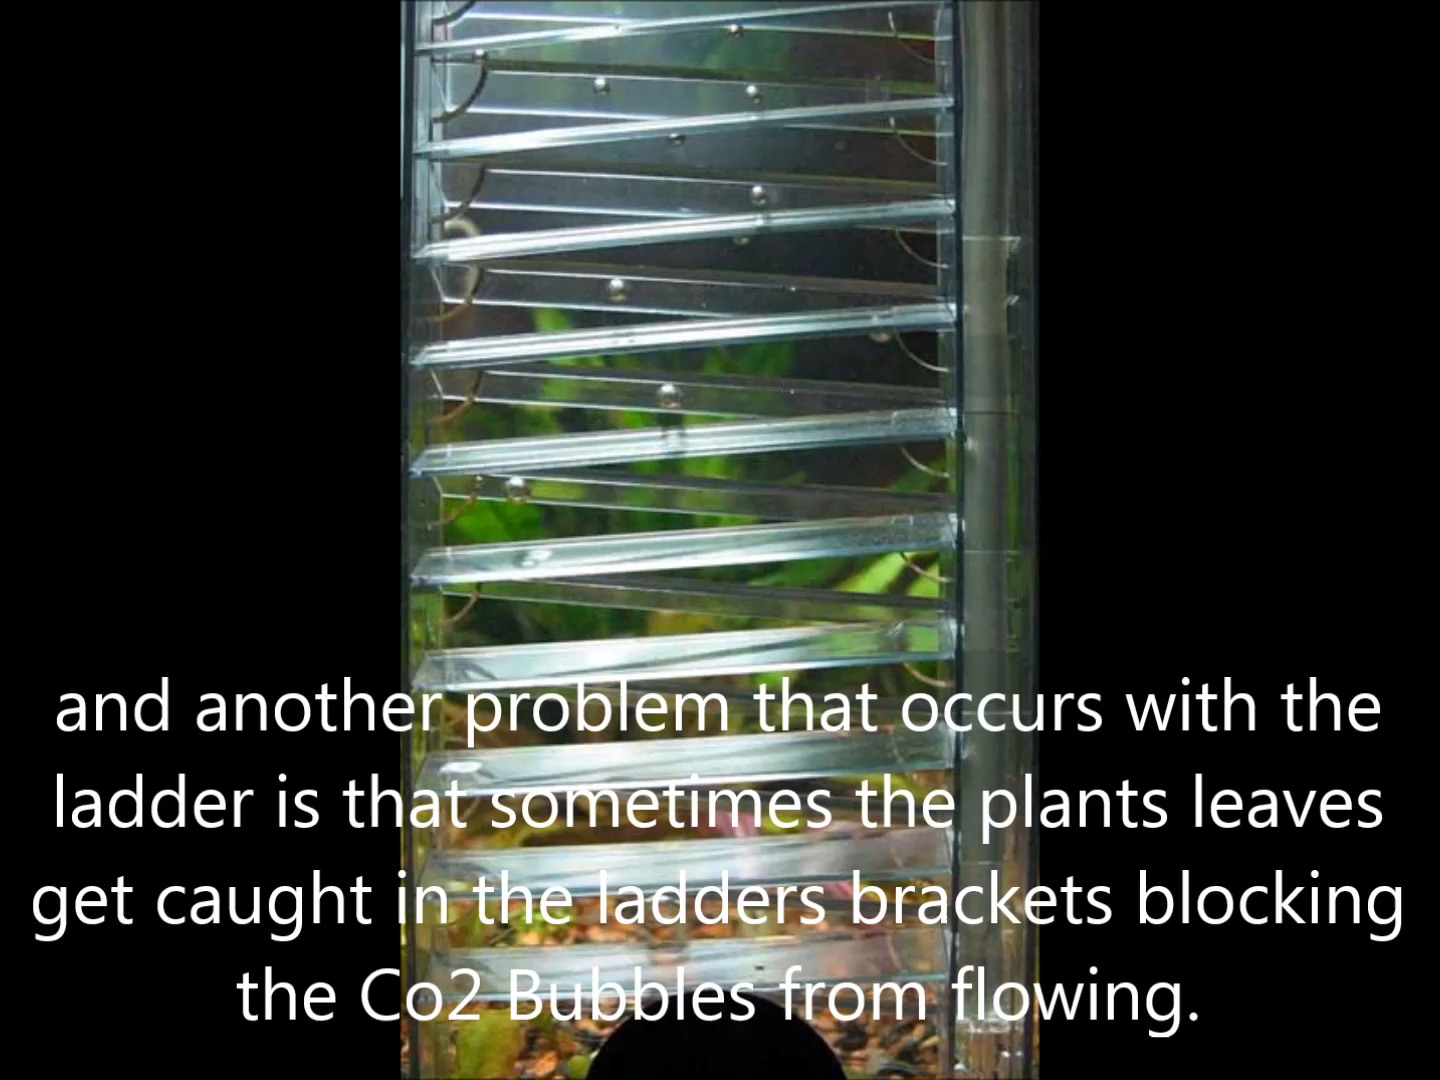 and another problem that occurs with the
ladder is that sometimes the plants leaves
get caught in the ladders brackets blocking
the Co2 Bubbles from flowing.